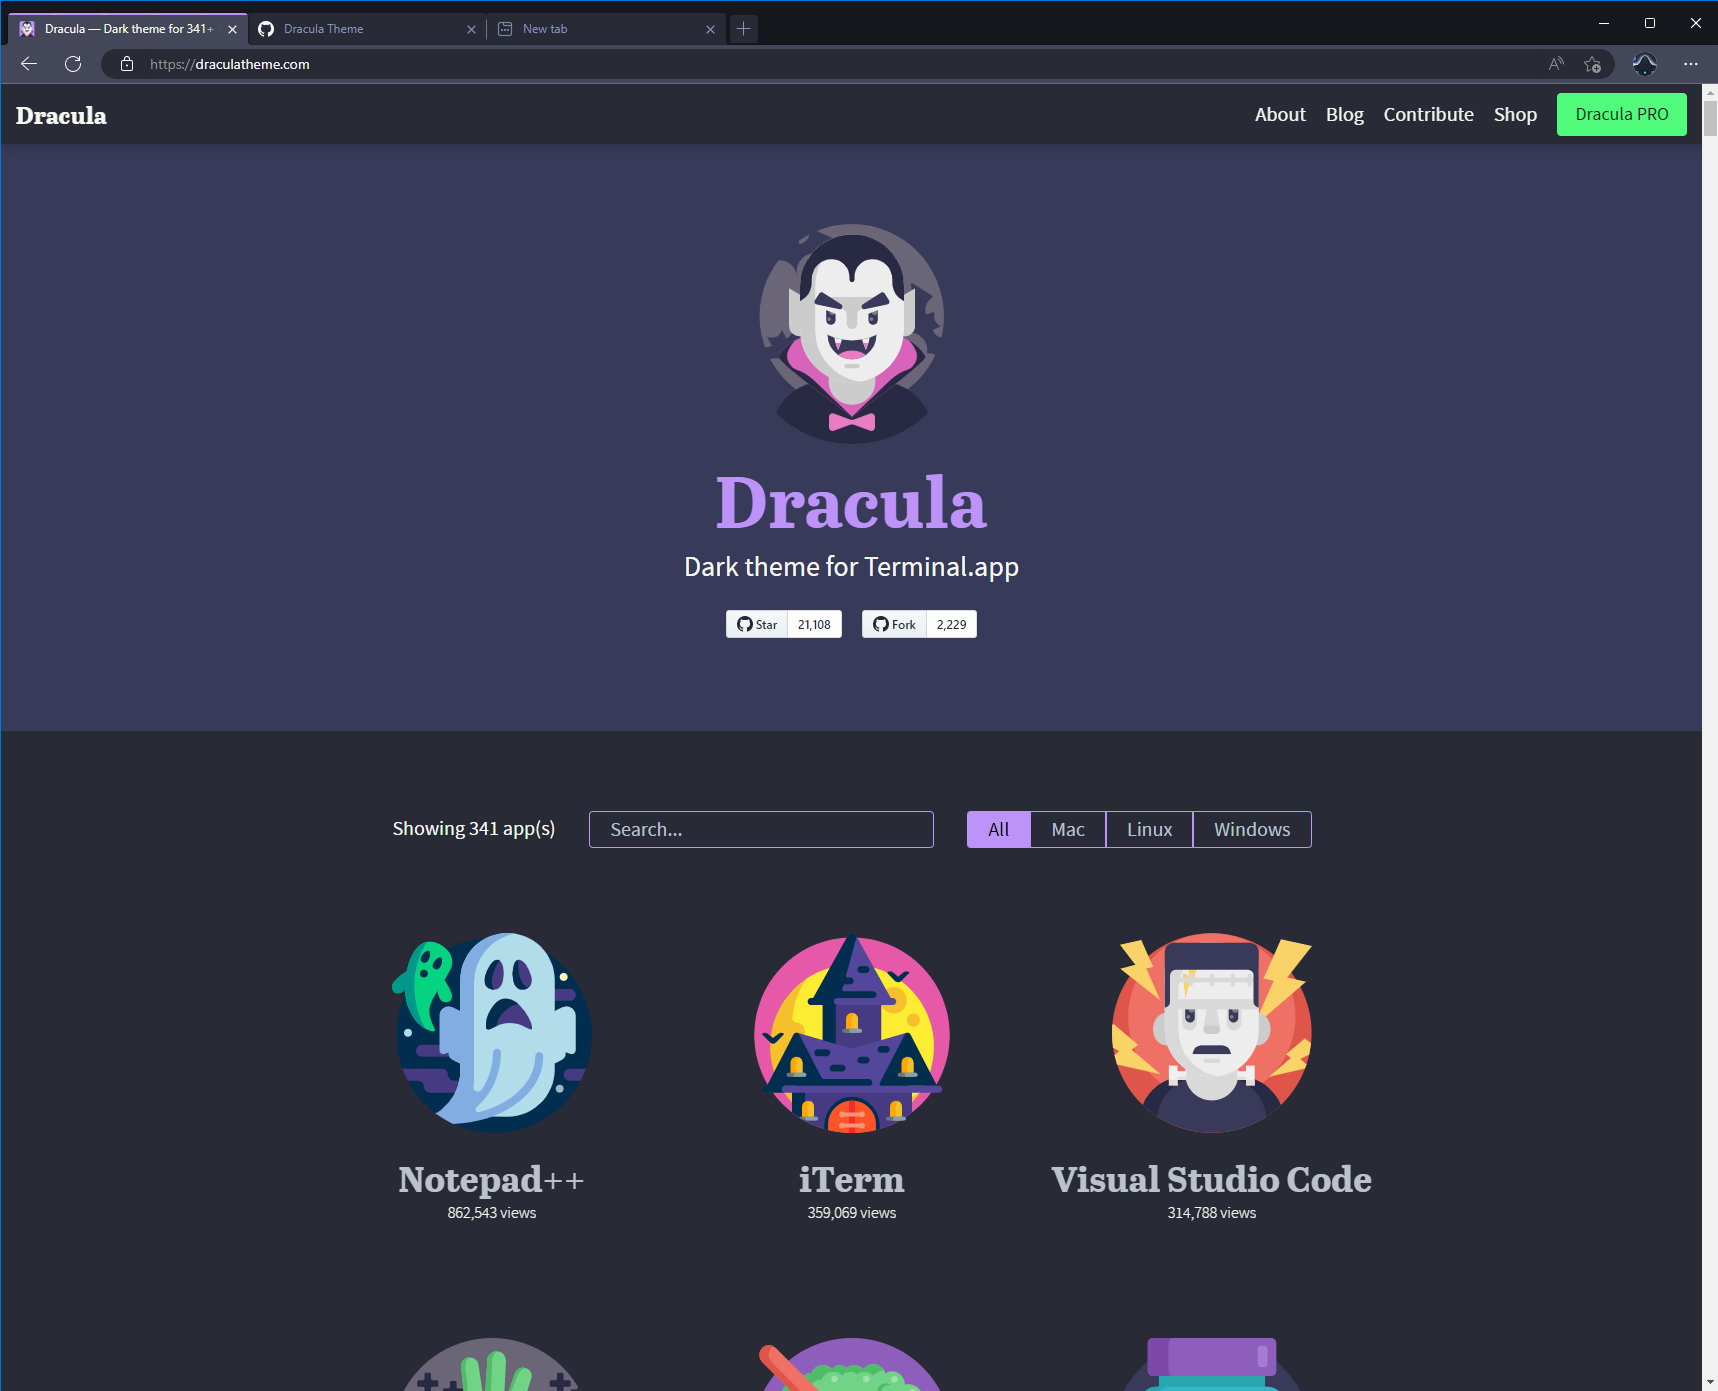 Dracula — Dark theme for 341+
Dracula Theme
New tab
https://draculatheme.com
Dracula
About
Blog
Contribute
Shop
Dracula PRO
Dracula
Dark theme for Terminal.app
Star
21,108
Fork
2,229
Showing 341 app(s)
Search...
All
Mac
Linux
Windows
Notepad++
862,543 views
iTerm
359,069 views
Visual Studio Code
314,788 views